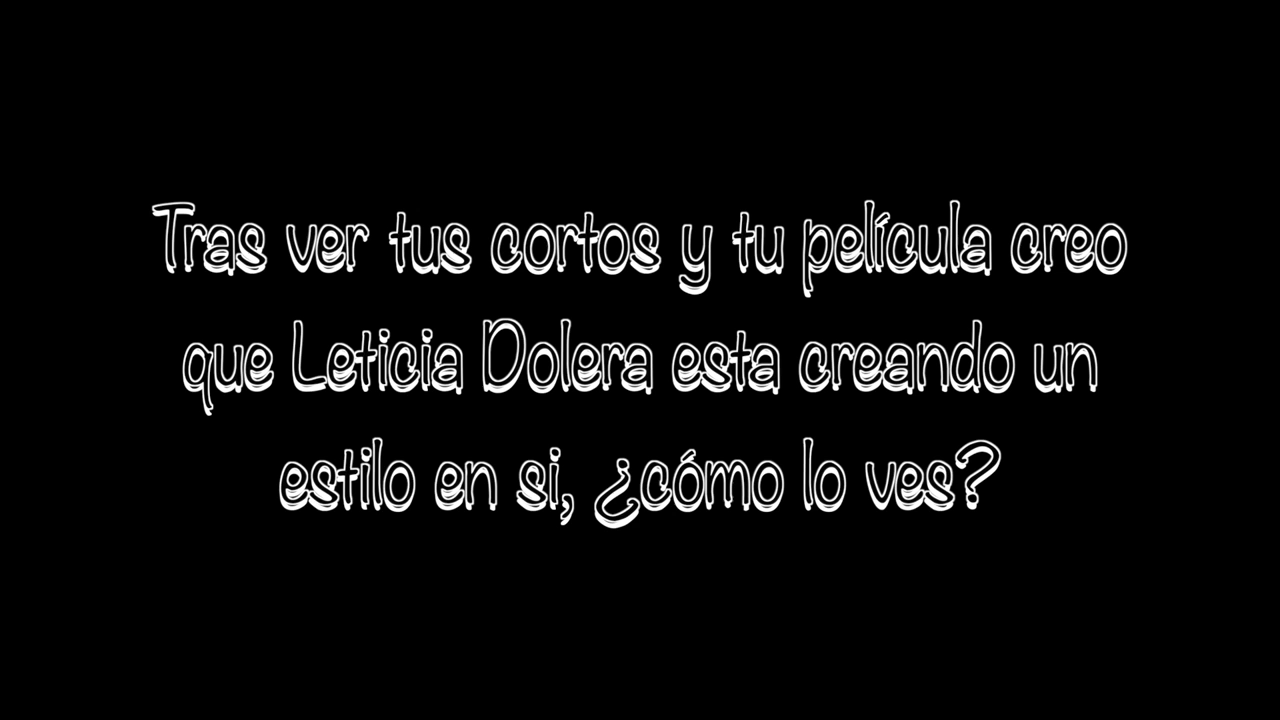 Tras ver tus cortos y tu película creo
que Leticia Dolera esta creando un
estilo en si, ¿cómo lo ves?